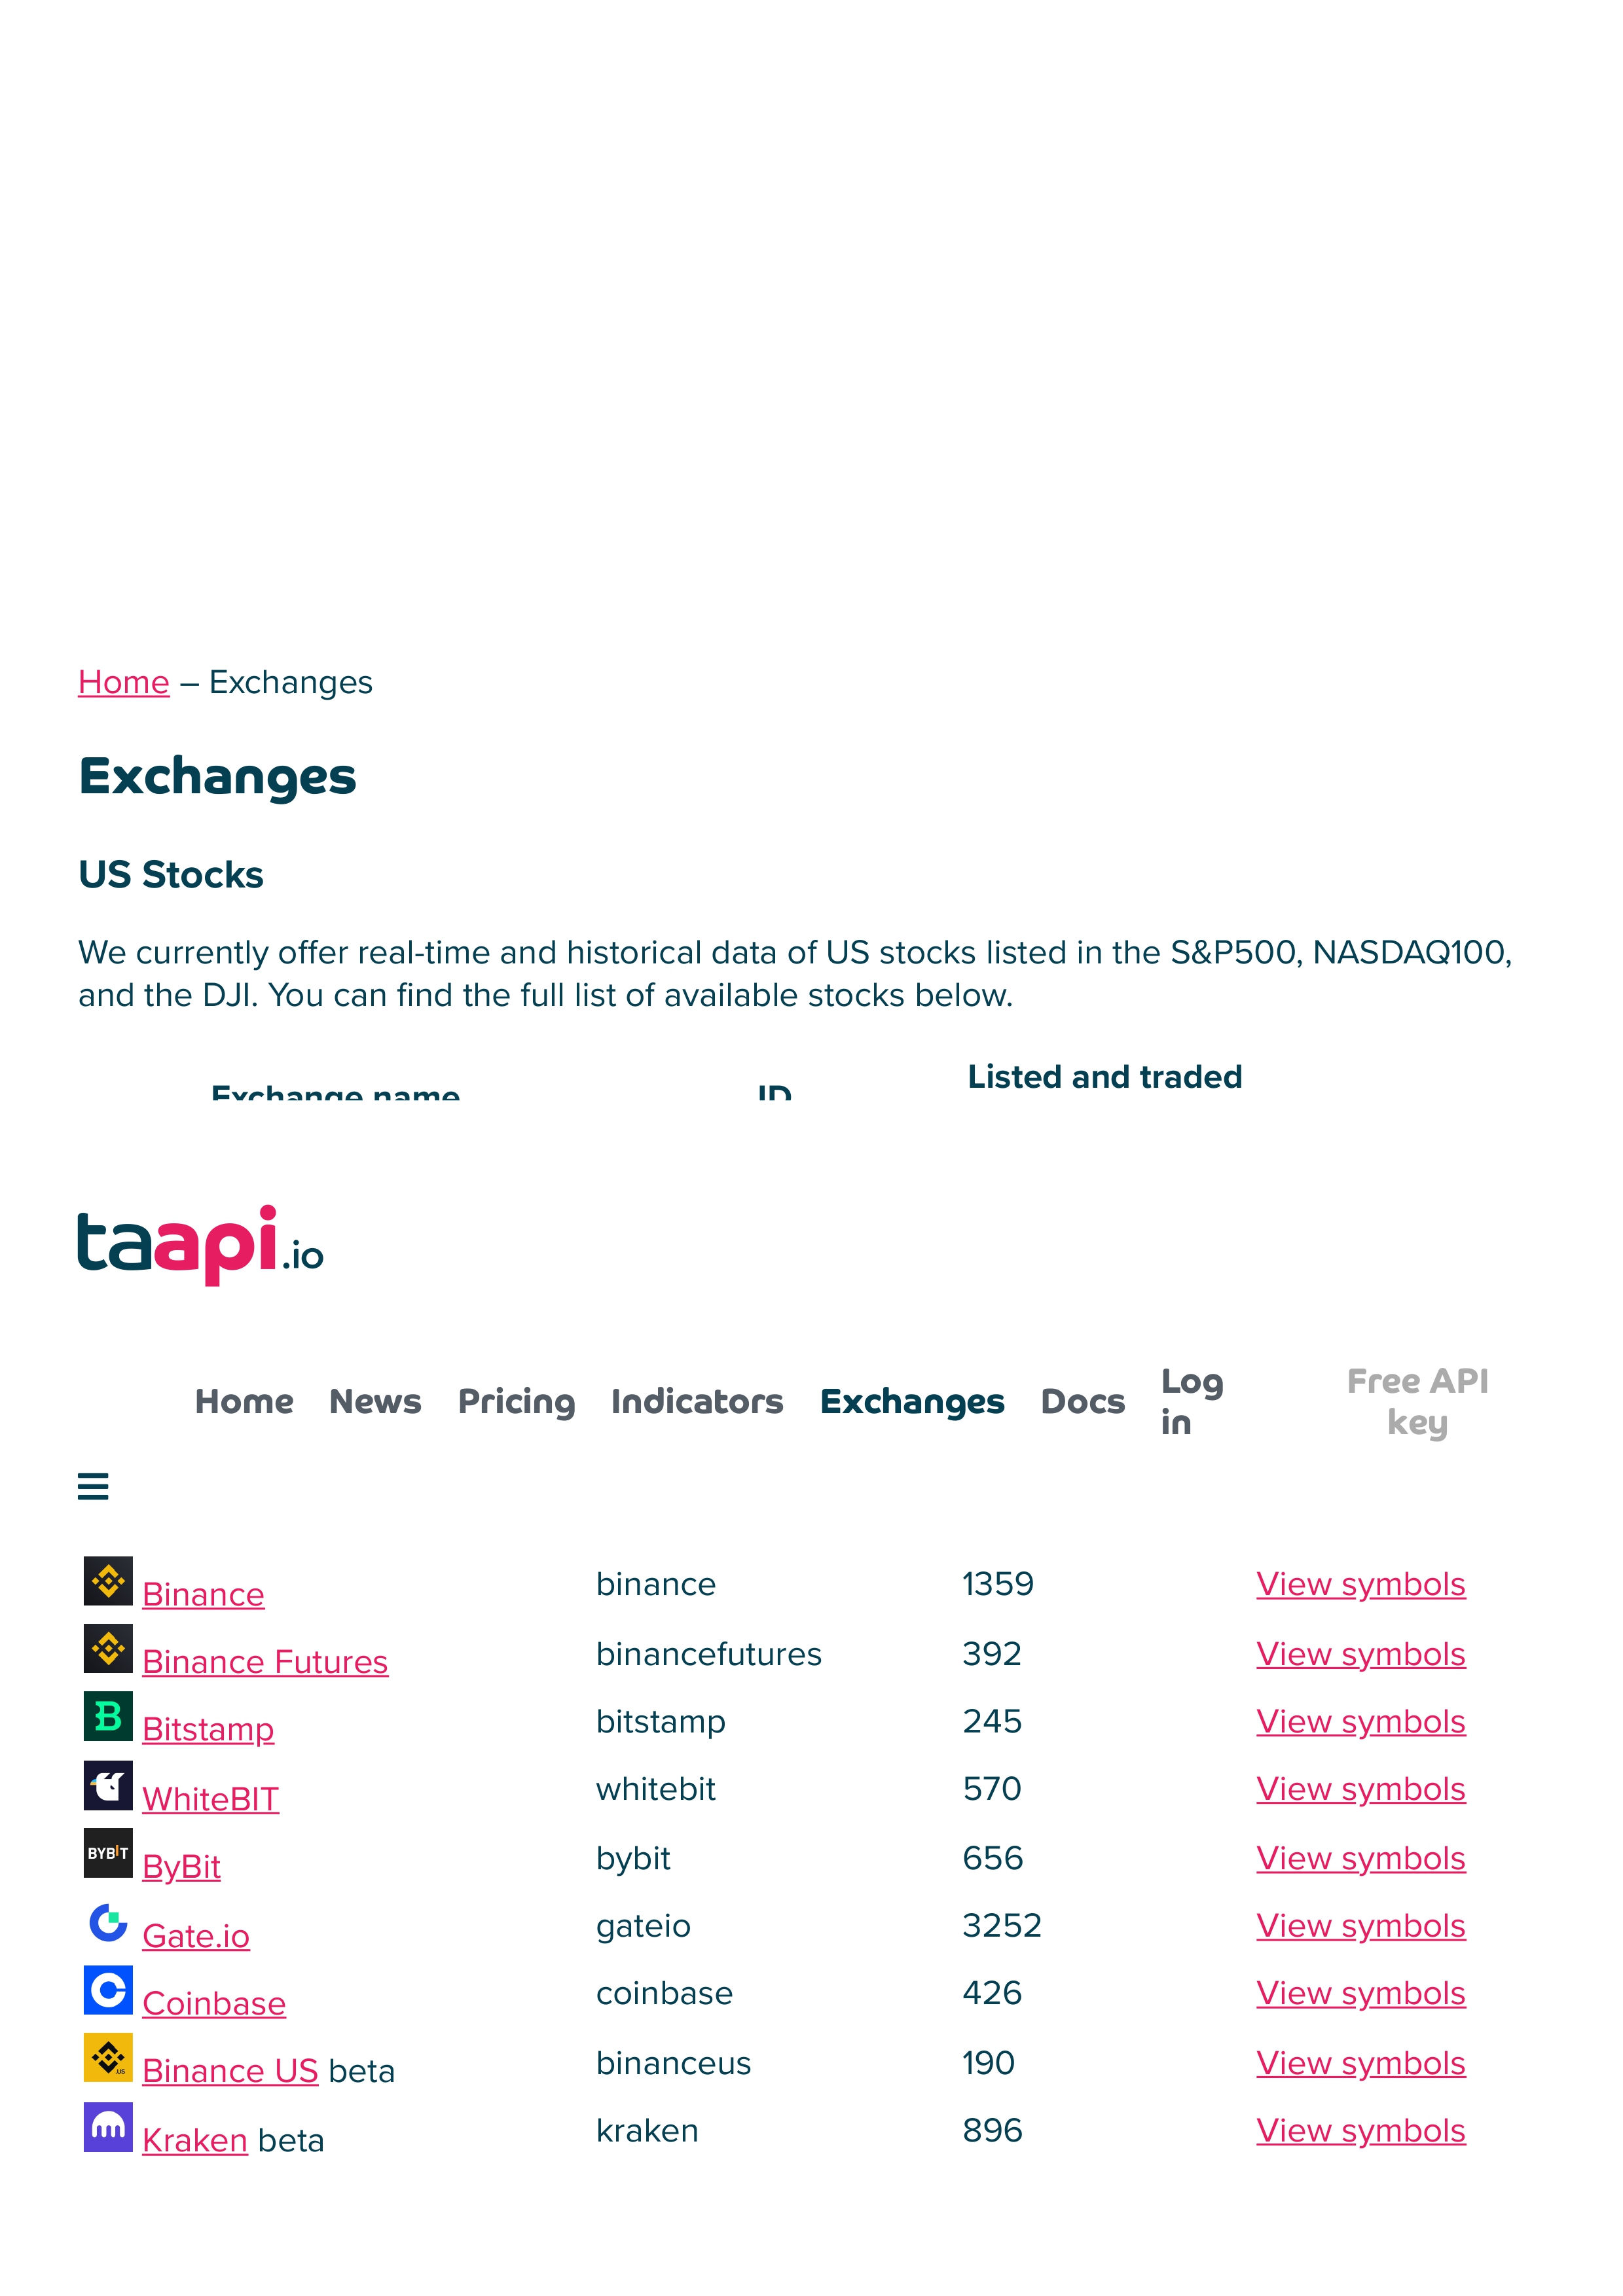 Home – Exchanges
Exchanges
US Stocks
We currently offer real-time and historical data of US stocks listed in the S&P500, NASDAQ100,
and the DJI. You can find the full list of available stocks below.
Exchange name ID Listed and traded
taapi.io
Home News Pricing Indicators Exchanges Docs Log in Free API key
Binance binance 1359 View symbols
Binance Futures binancefutures 392 View symbols
Bitstamp bitstamp 245 View symbols
WhiteBIT whitebit 570 View symbols
BYBIT ByBit bybit 656 View symbols
Gate.io gateio 3252 View symbols
Coinbase coinbase 426 View symbols
.US Binance US beta binanceus 190 View symbols
Kraken beta kraken 896 View symbols